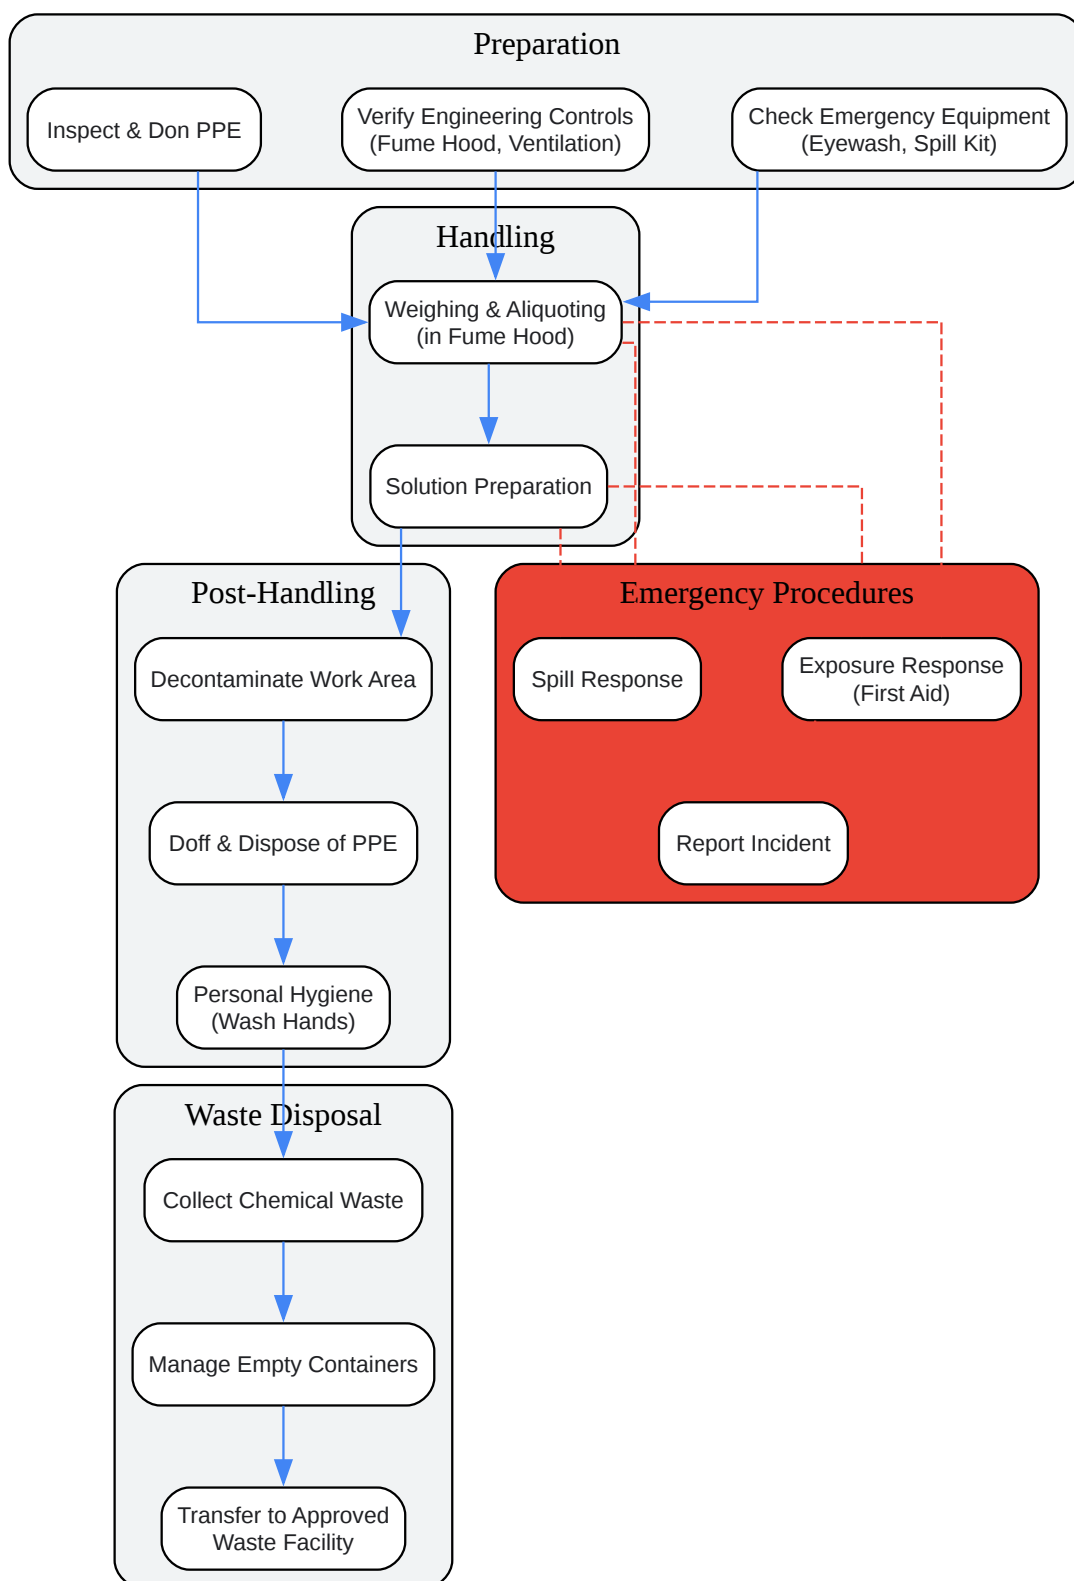 Preparation
Inspect & Don PPE
Verify Engineering Controls
(Fume Hood, Ventilation)
Check Emergency Equipment
(Eyewash, Spill Kit)
Handling
Weighing & Aliquoting
(in Fume Hood)
Solution Preparation
Post-Handling
Decontaminate Work Area
Doff & Dispose of PPE
Personal Hygiene
(Wash Hands)
Emergency Procedures
Spill Response
Exposure Response
(First Aid)
Report Incident
Waste Disposal
Collect Chemical Waste
Manage Empty Containers
Transfer to Approved
Waste Facility